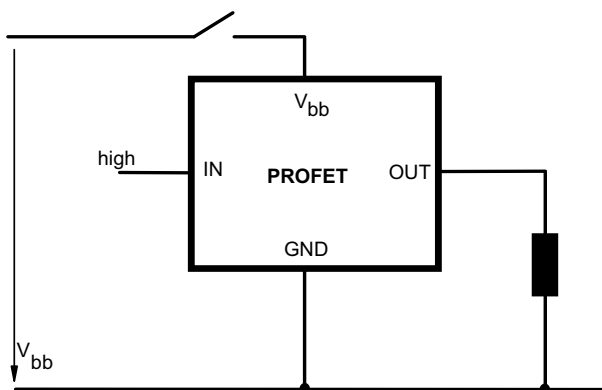 V_bb
high
IN
PROFET
OUT
GND
V_bb